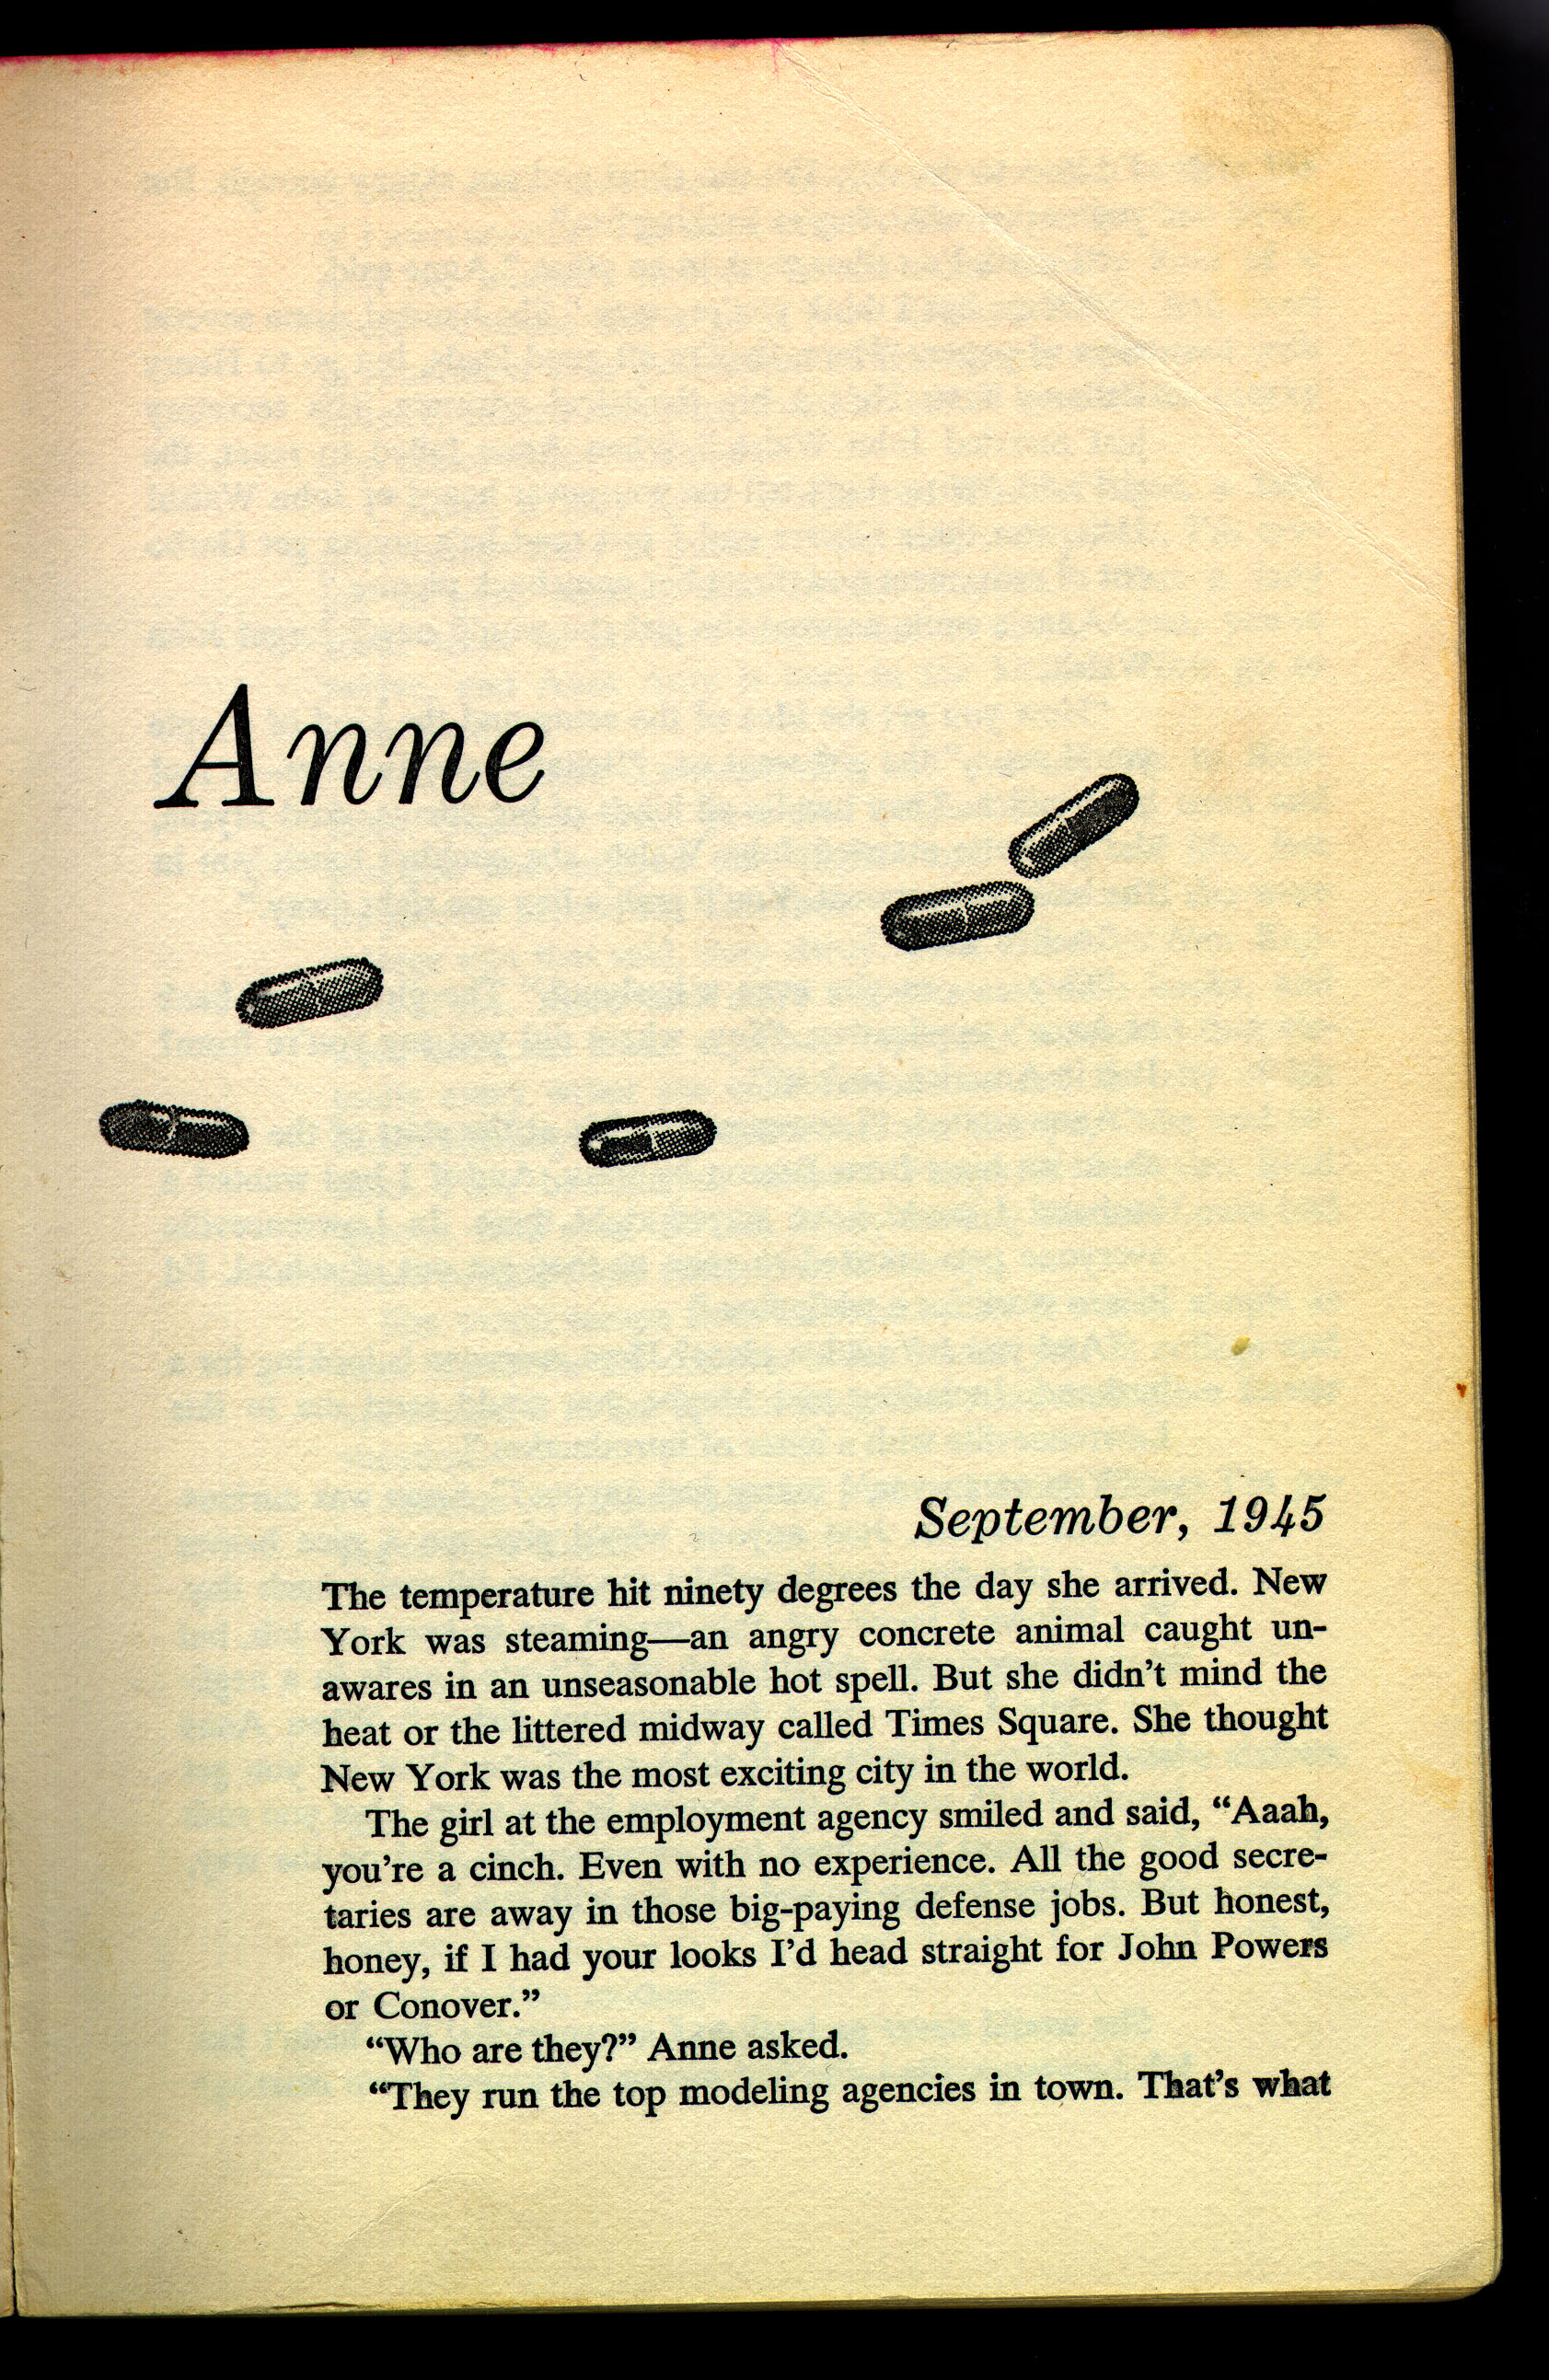 Anne
September, 1945
The temperature hit ninety degrees the day she arrived. New
York was steaming—an angry concrete animal caught un-
awares in an unseasonable hot spell. But she didn't mind the
heat or the littered midway called Times Square. She thought
New York was the most exciting city in the world.
The girl at the employment agency smiled and said, “Aaah,
you're a cinch. Even with no experience. All the good secre-
taries are away in those big-paying defense jobs. But honest,
honey, if I had your looks I'd head straight for John Powers
or Conover.”
“Who are they?” Anne asked.
“They run the top modeling agencies in town. That's what